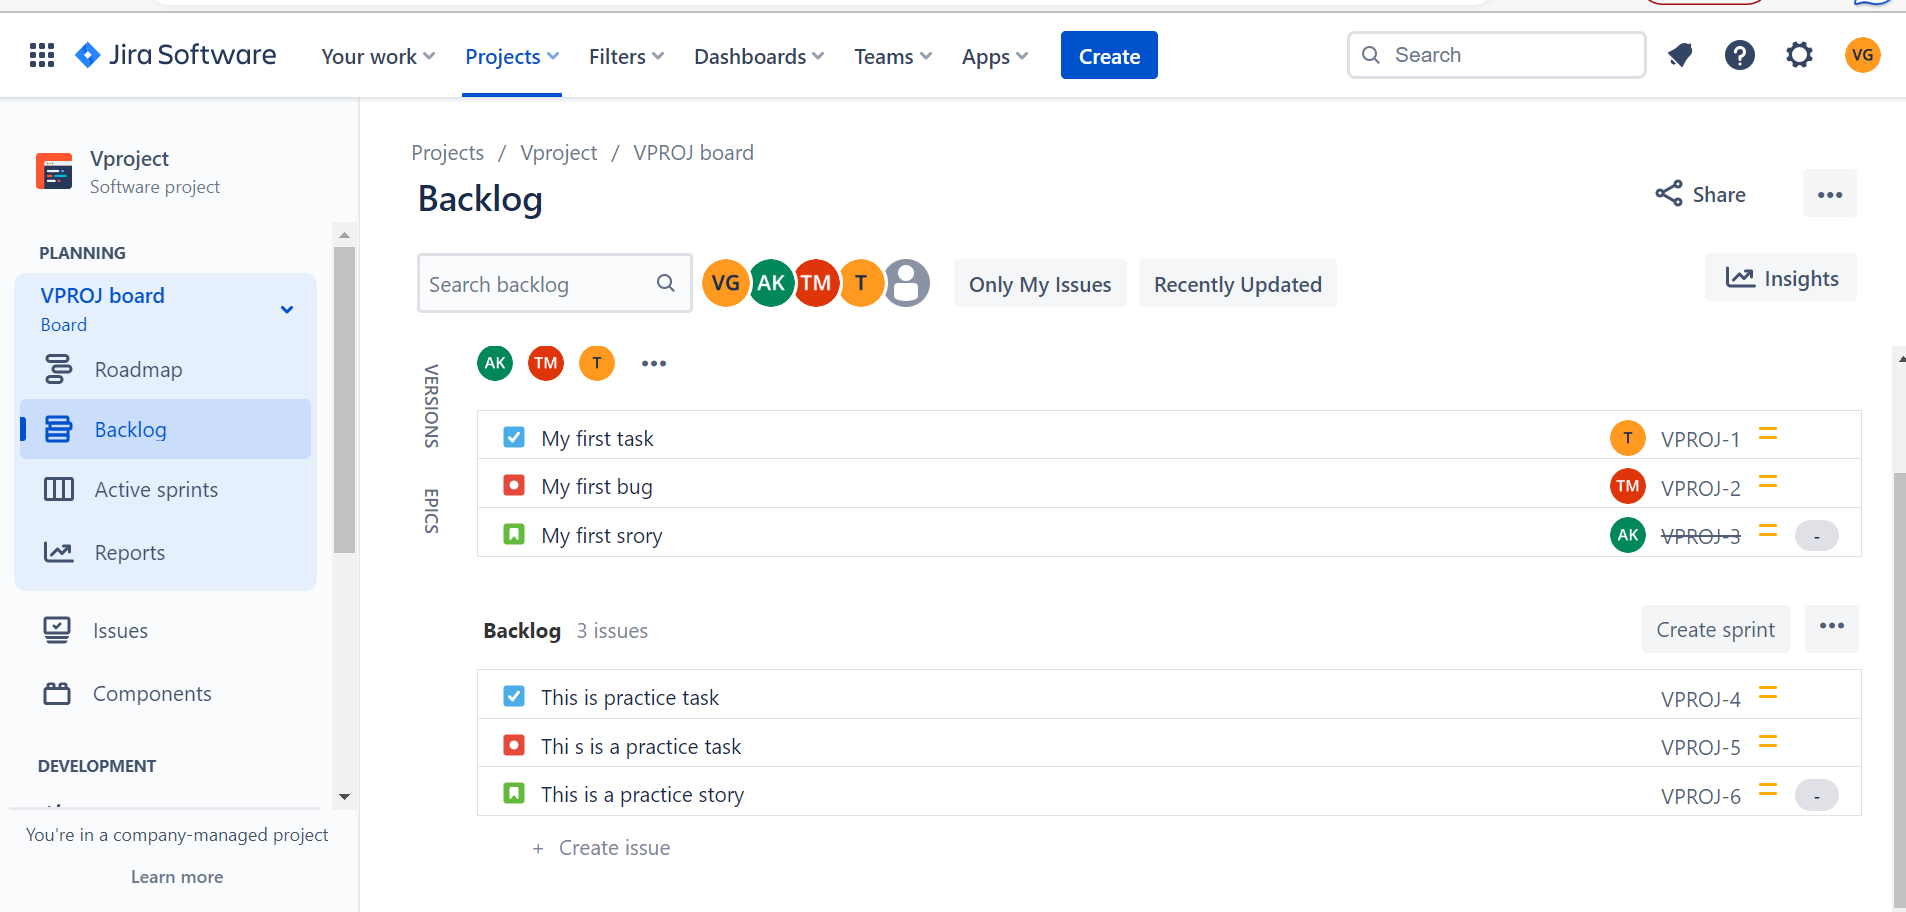 Jira Software Your work Projects Filters Dashboards Teams Apps Create Search VG
Vproject
Software project
PLANNING
VPROJ board
Board
Roadmap
Backlog
Active sprints
Reports
Issues
Components
DEVELOPMENT
You're in a company-managed project
Learn more
Projects / Vproject / VPROJ board
Backlog
Share
Search backlog VG AK TM T Only My Issues Recently Updated Insights
VERSIONS
EPICS
AK TM T
My first task T VPROJ-1
My first bug TM VPROJ-2
My first srory AK VPROJ-3 -
Backlog 3 issues Create sprint
This is practice task VPROJ-4
Thi s is a practice task VPROJ-5
This is a practice story VPROJ-6 -
+ Create issue